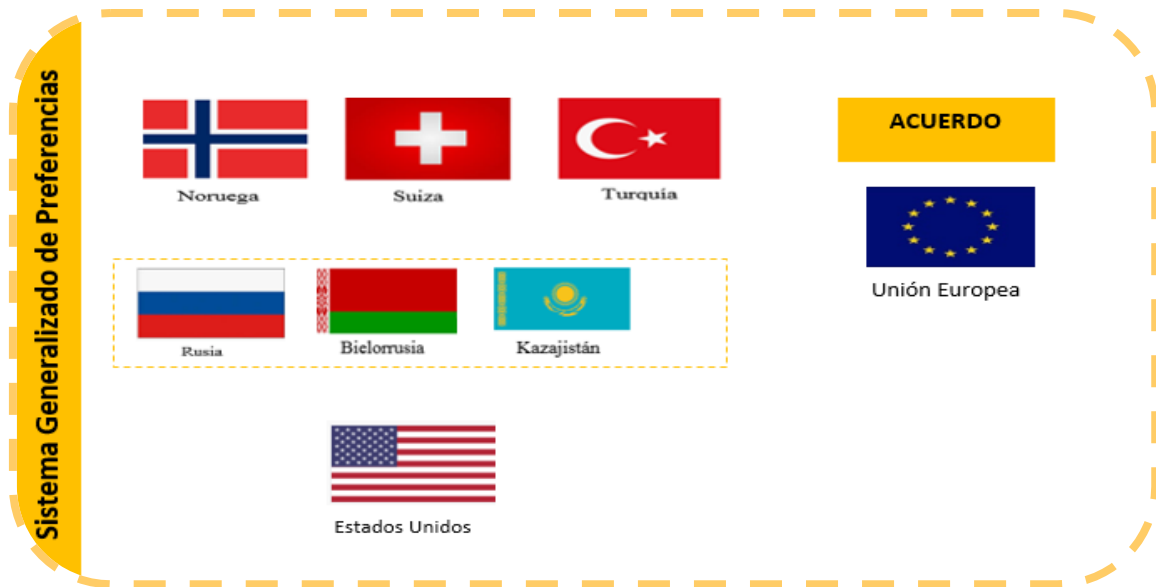 Sistema Generalizado de Preferencias
Noruega
Suiza
Turquía
ACUERDO
Unión Europea
Rusia
Bielorrusia
Kazajistán
Estados Unidos